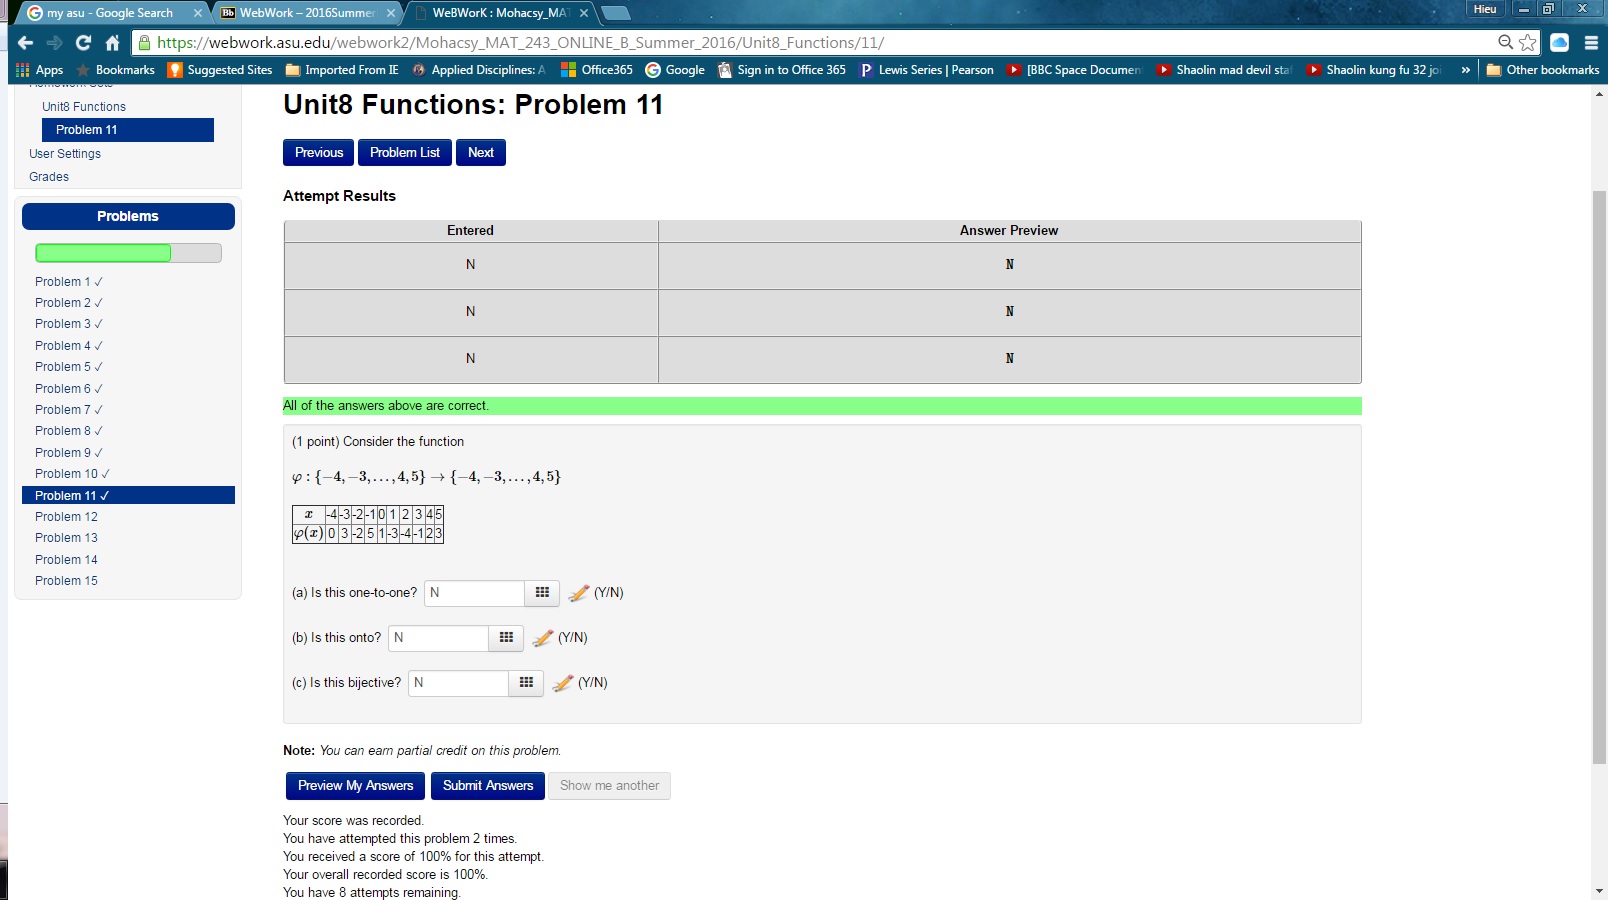 my asu - Google Search
Bb WebWork – 2016Summer
WeBWorK : Mohacsy_MA
Hieu
https://webwork.asu.edu/webwork2/Mohacsy_MAT_243_ONLINE_B_Summer_2016/Unit8_Functions/11/
Apps Bookmarks Suggested Sites Imported From IE Applied Disciplines: A Office365 Google Sign in to Office 365 Lewis Series | Pearson [BBC Space Documen Shaolin mad devil sta Shaolin kung fu 32 joi » Other bookmarks
Homework Sets
Unit8 Functions
Problem 11
User Settings
Grades
Problems
Problem 1 ✓
Problem 2 ✓
Problem 3 ✓
Problem 4 ✓
Problem 5 ✓
Problem 6 ✓
Problem 7 ✓
Problem 8 ✓
Problem 9 ✓
Problem 10 ✓
Problem 11 ✓
Problem 12
Problem 13
Problem 14
Problem 15
Unit8 Functions: Problem 11
Previous Problem List Next
Attempt Results
Entered Answer Preview
N N
N N
N N
All of the answers above are correct.
(1 point) Consider the function
φ : {−4, −3, …, 4, 5} → {−4, −3, …, 4, 5}
x -4 -3 -2 -1 0 1 2 3 4 5
φ(x) 0 3 -2 5 1 -3 -4 -1 2 3
(a) Is this one-to-one? N (Y/N)
(b) Is this onto? N (Y/N)
(c) Is this bijective? N (Y/N)
Note: You can earn partial credit on this problem.
Preview My Answers Submit Answers Show me another
Your score was recorded.
You have attempted this problem 2 times.
You received a score of 100% for this attempt.
Your overall recorded score is 100%.
You have 8 attempts remaining.